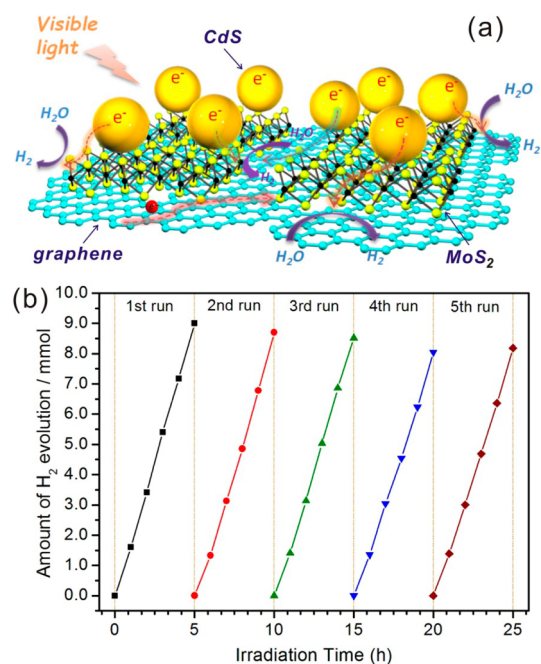 (a)
Visible
light
CdS
e⁻
e⁻
e⁻
e⁻
e⁻
e⁻
e⁻
H₂O
H₂
H₂O
H₂
H₂O
H₂
H₂O
H₂
graphene
MoS₂
(b)
1st run 2nd run 3rd run 4th run 5th run
10.0
9.0
8.0
7.0
6.0
5.0
4.0
3.0
2.0
1.0
0.0
Amount of H₂ evolution / mmol
0 5 10 15 20 25
Irradiation Time (h)